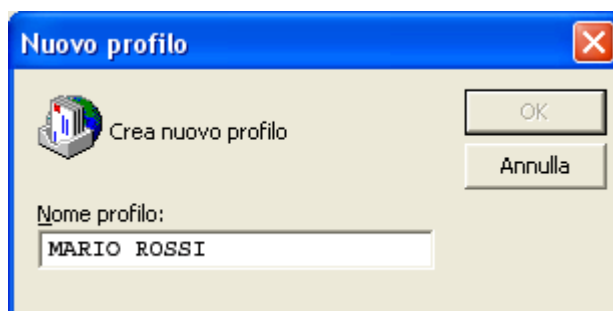 Nuovo profilo
OK
Crea nuovo profilo
Annulla
Nome profilo:
MARIO ROSSI